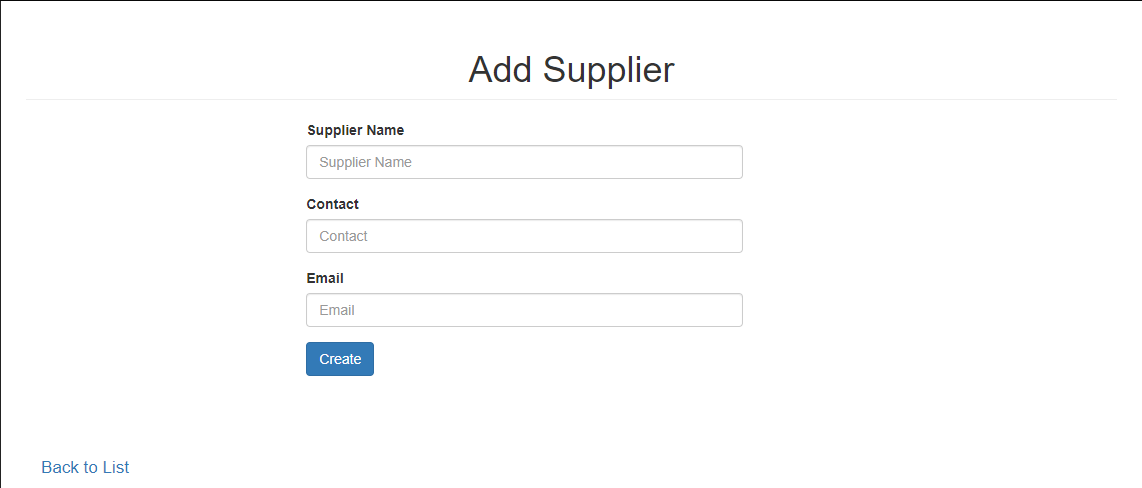 Add Supplier
Supplier Name
Supplier Name
Contact
Contact
Email
Email
Create
Back to List